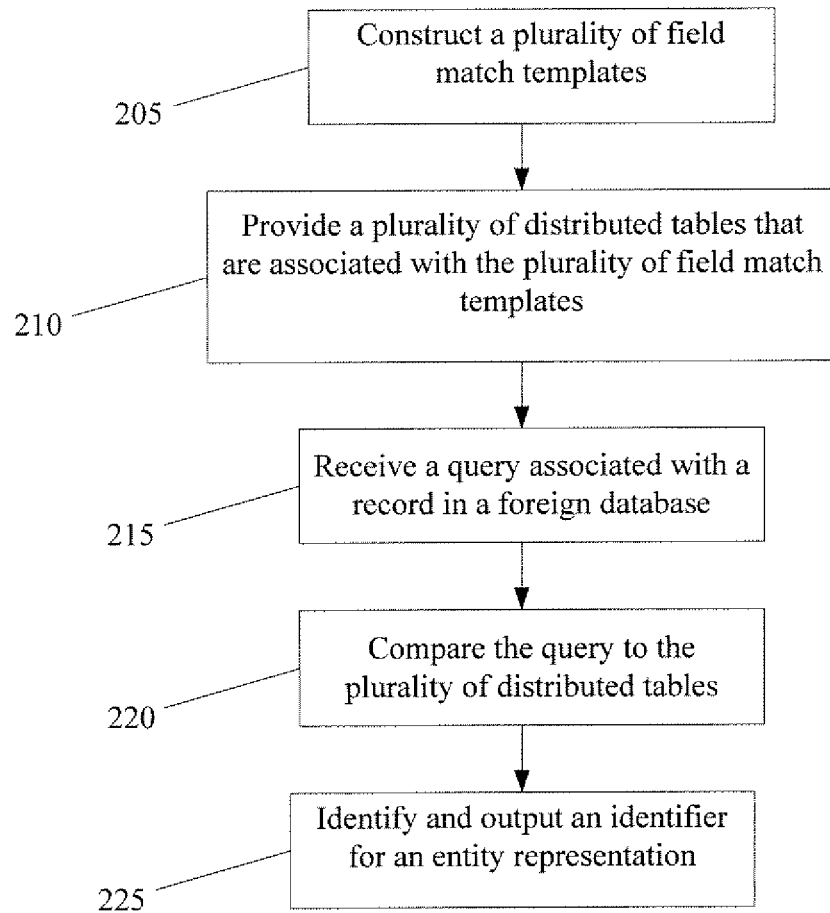 Construct a plurality of field
match templates
205
Provide a plurality of distributed tables that
are associated with the plurality of field match
templates
210
Receive a query associated with a
record in a foreign database
215
Compare the query to the
plurality of distributed tables
220
Identify and output an identifier
for an entity representation
225